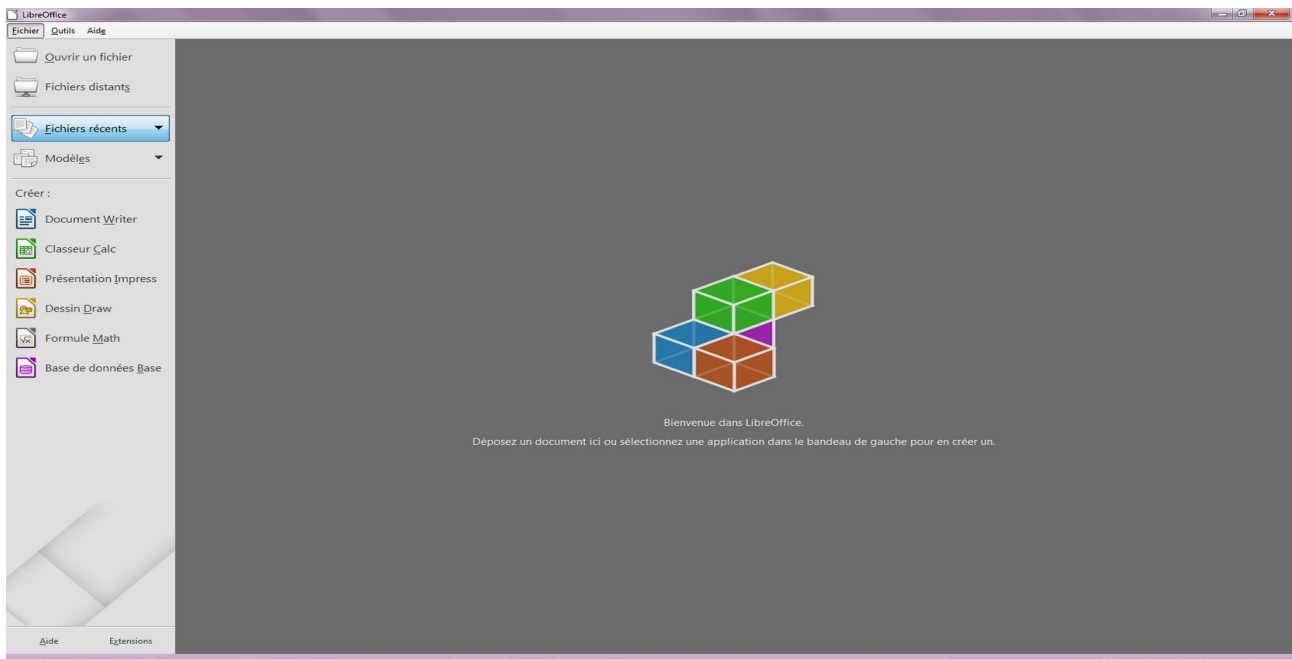 LibreOffice
Fichier Outils Aide
Ouvrir un fichier
Fichiers distants
Fichiers récents
Modèles
Créer :
Document Writer
Classeur Calc
Présentation Impress
Dessin Draw
Formule Math
Base de données Base
Bienvenue dans LibreOffice.
Déposez un document ici ou sélectionnez une application dans le bandeau de gauche pour en créer un.
Aide Extensions